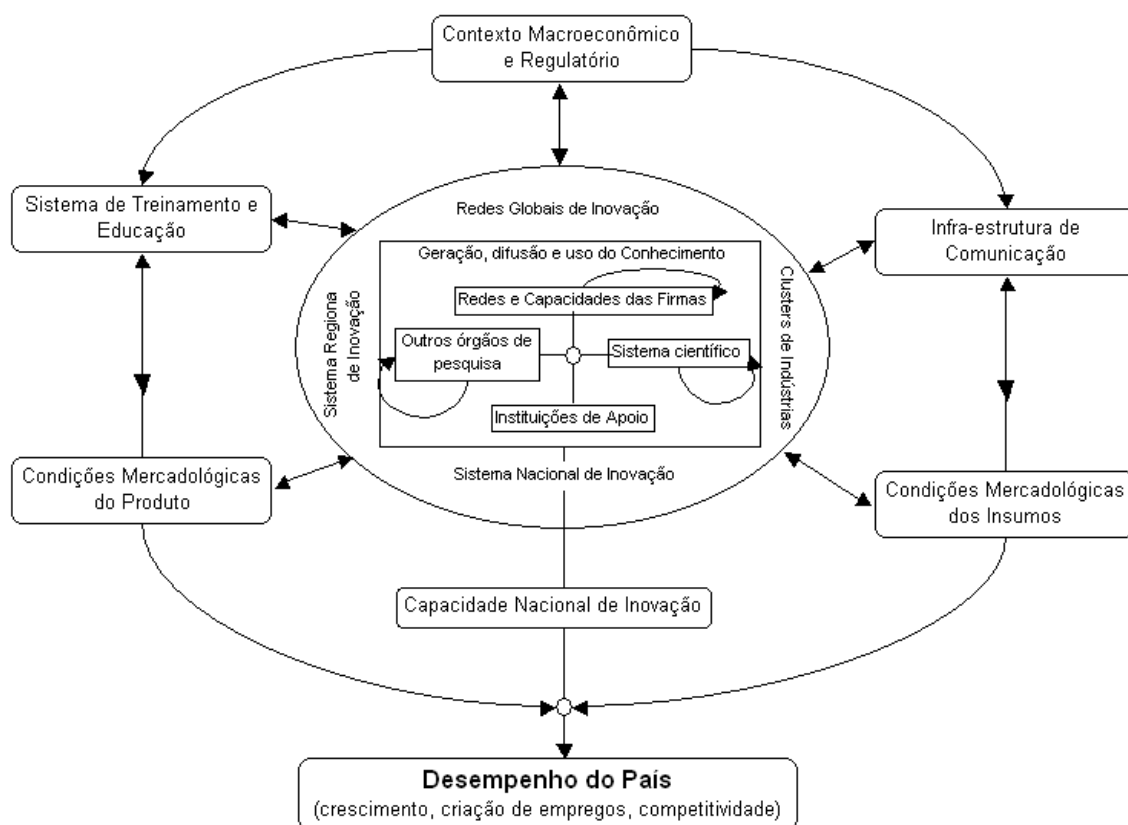 Contexto Macroeconômico
e Regulatório
Sistema de Treinamento e
Educação
Redes Globais de Inovação
Infra-estrutura de
Comunicação
Geração, difusão e uso do Conhecimento
Redes e Capacidades das Firmas
Sistema Regiona
de Inovação
Outros órgãos de
pesquisa
Sistema científico
Clusters de Indústrias
Instituições de Apoio
Sistema Nacional de Inovação
Condições Mercadológicas
do Produto
Condições Mercadológicas
dos Insumos
Capacidade Nacional de Inovação
Desempenho do País
(crescimento, criação de empregos, competitividade)